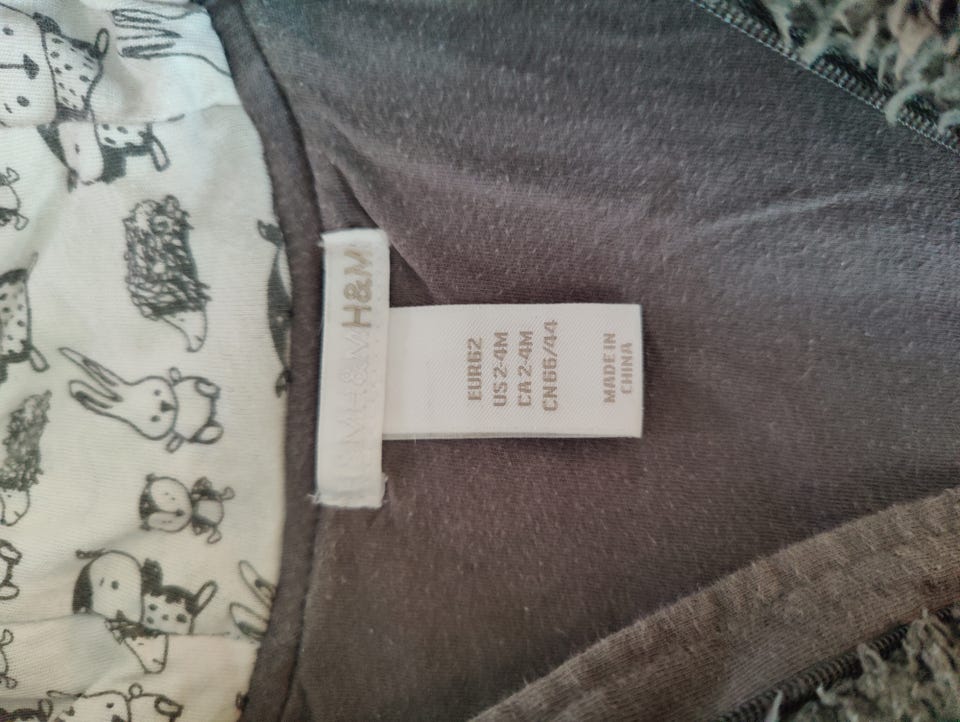 H&M
EUR62
US 2-4M
CA 2-4M
CN 66/44
MADE IN
CHINA